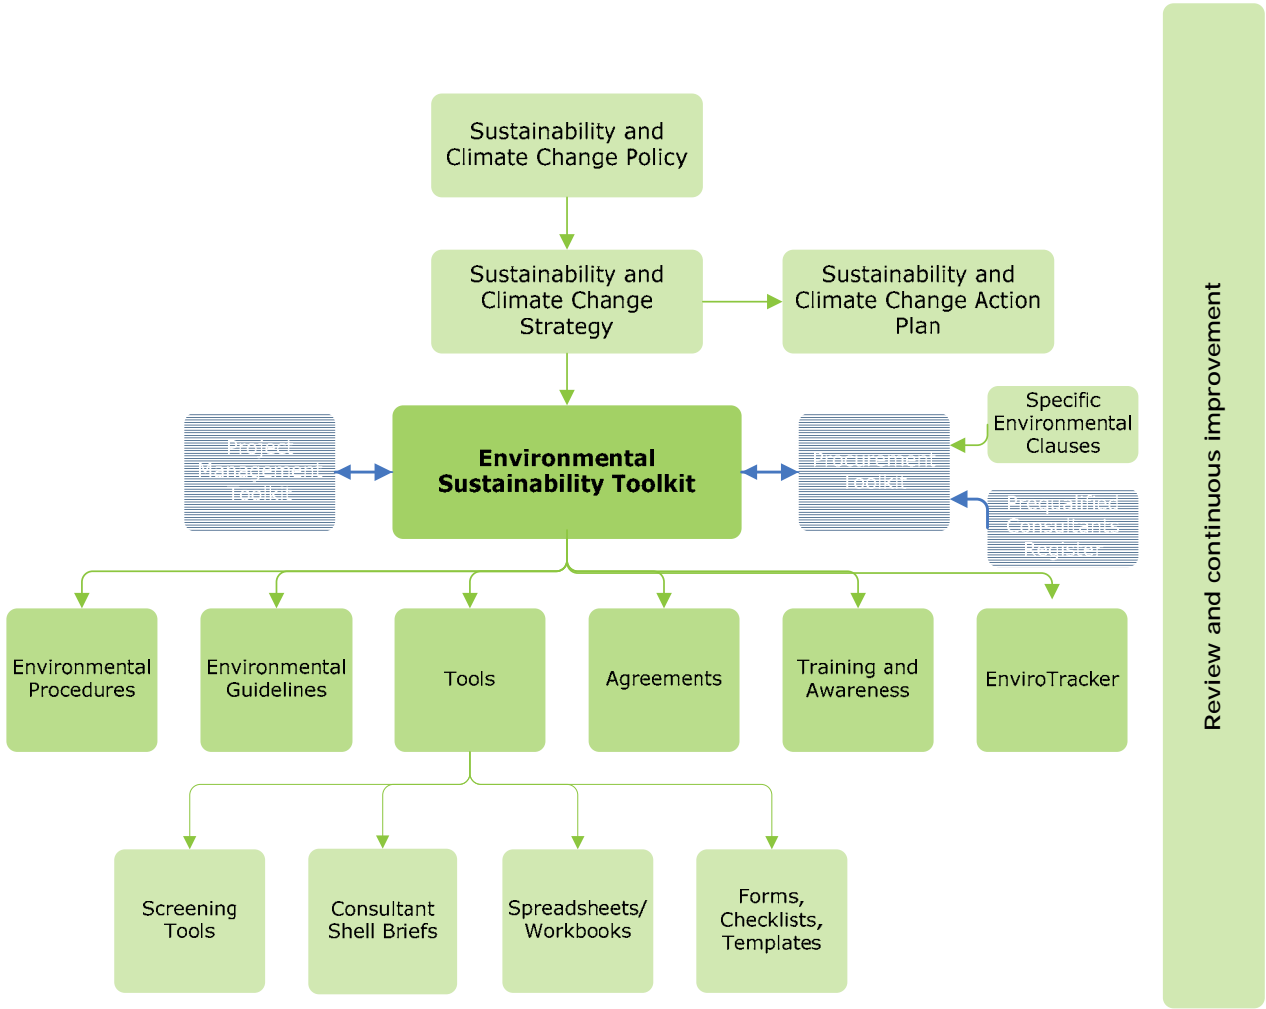 Sustainability and
Climate Change Policy
Sustainability and
Climate Change
Strategy
Sustainability and
Climate Change Action
Plan
Specific
Environmental
Clauses
Project
Management
Toolkit
Environmental
Sustainability Toolkit
Procurement
Toolkit
Prequalified
Consultants
Register
Environmental
Procedures
Environmental
Guidelines
Tools
Agreements
Training and
Awareness
EnviroTracker
Screening
Tools
Consultant
Shell Briefs
Spreadsheets/
Workbooks
Forms,
Checklists,
Templates
Review and continuous improvement